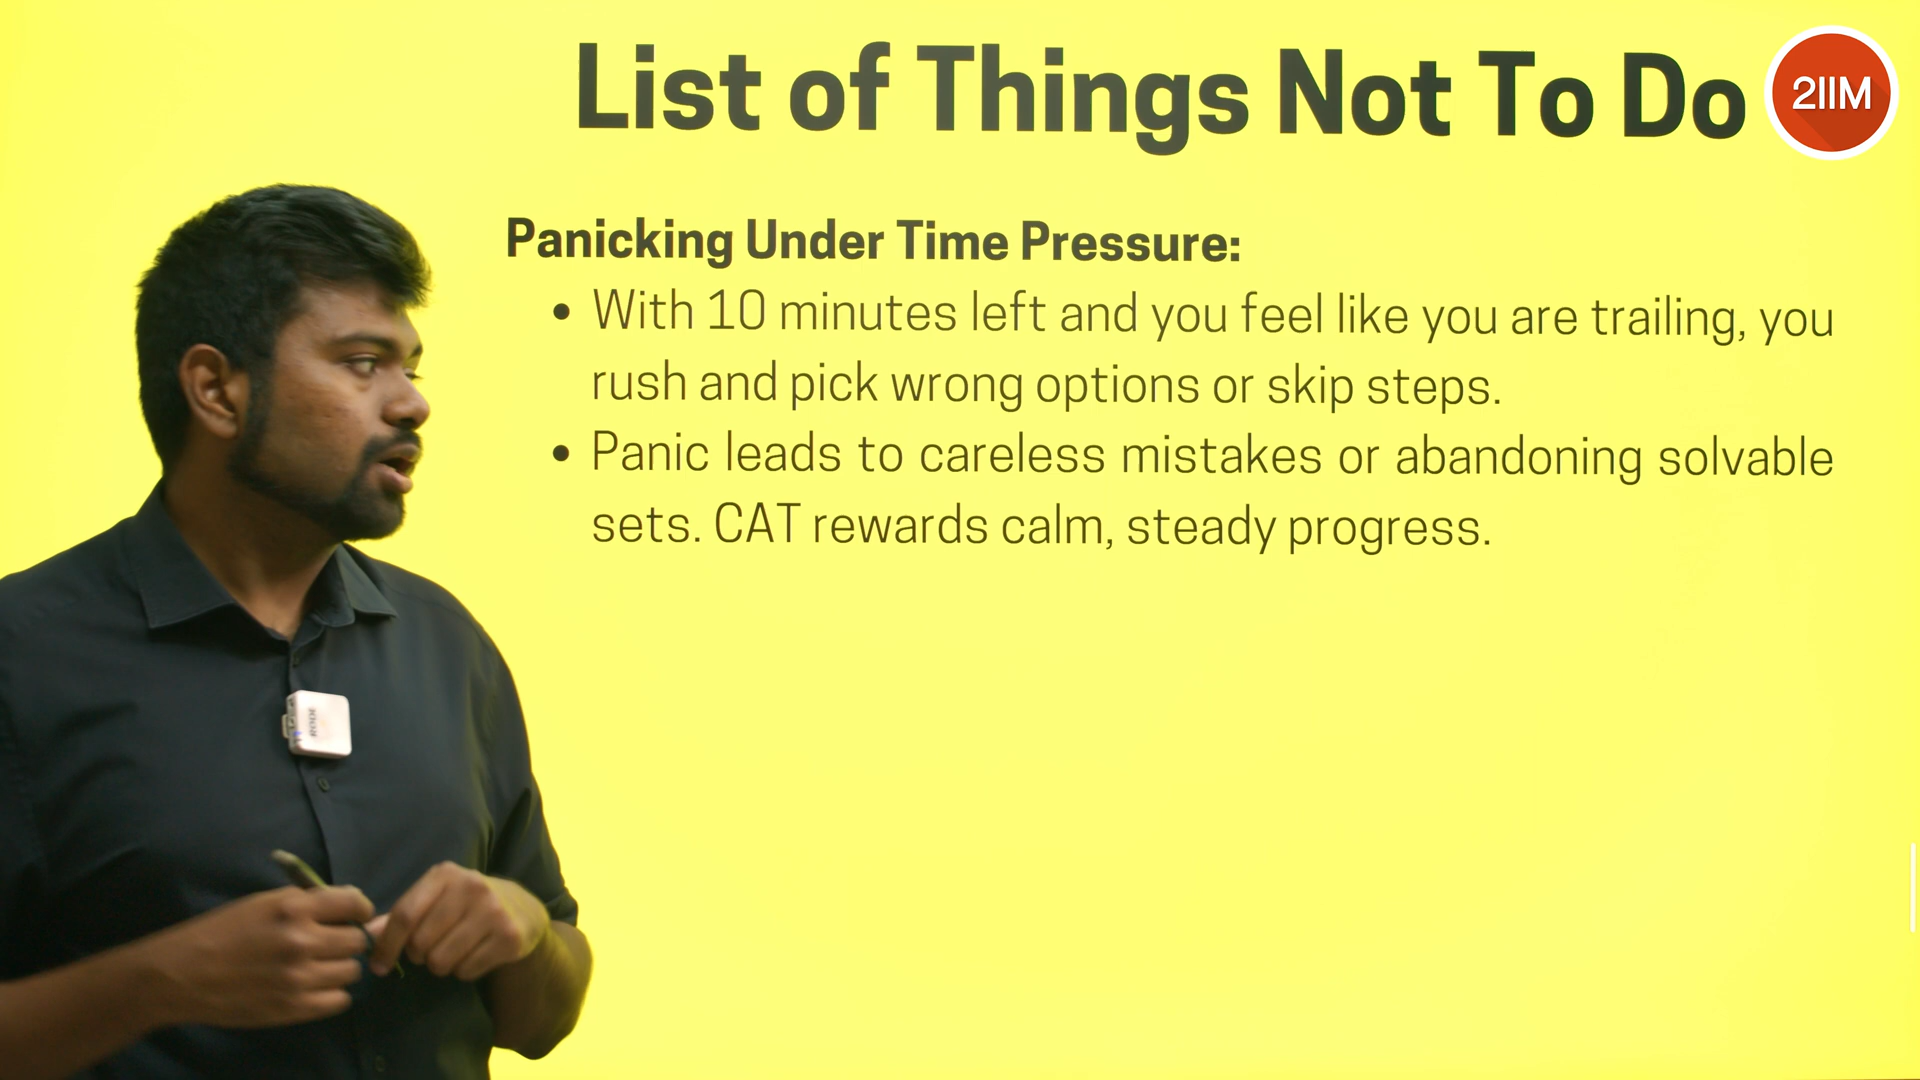 List of Things Not To Do
2IIM
Panicking Under Time Pressure:
• With 10 minutes left and you feel like you are trailing, you
rush and pick wrong options or skip steps.
• Panic leads to careless mistakes or abandoning solvable
sets. CAT rewards calm, steady progress.
RODE